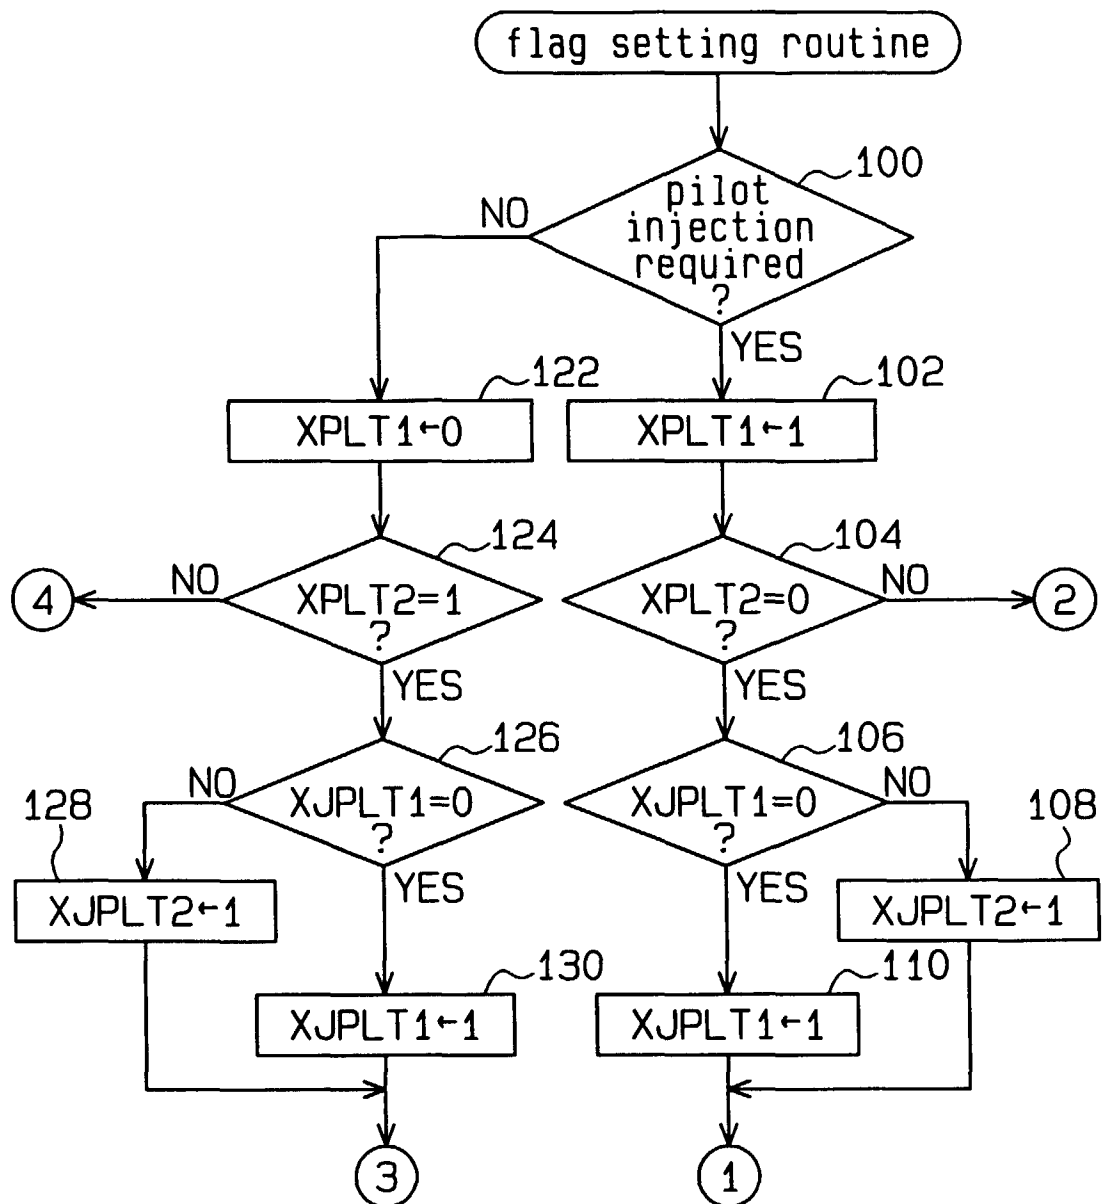 flag setting routine
100
pilot
injection
required
?
NO
YES
122
102
XPLT1←0
XPLT1←1
124
104
NO
XPLT2=1
?
XPLT2=0
?
NO
4
2
YES
YES
126
106
NO
XJPLT1=0
?
XJPLT1=0
?
NO
128
108
YES
YES
XJPLT2←1
XJPLT2←1
130
110
XJPLT1←1
XJPLT1←1
3
1